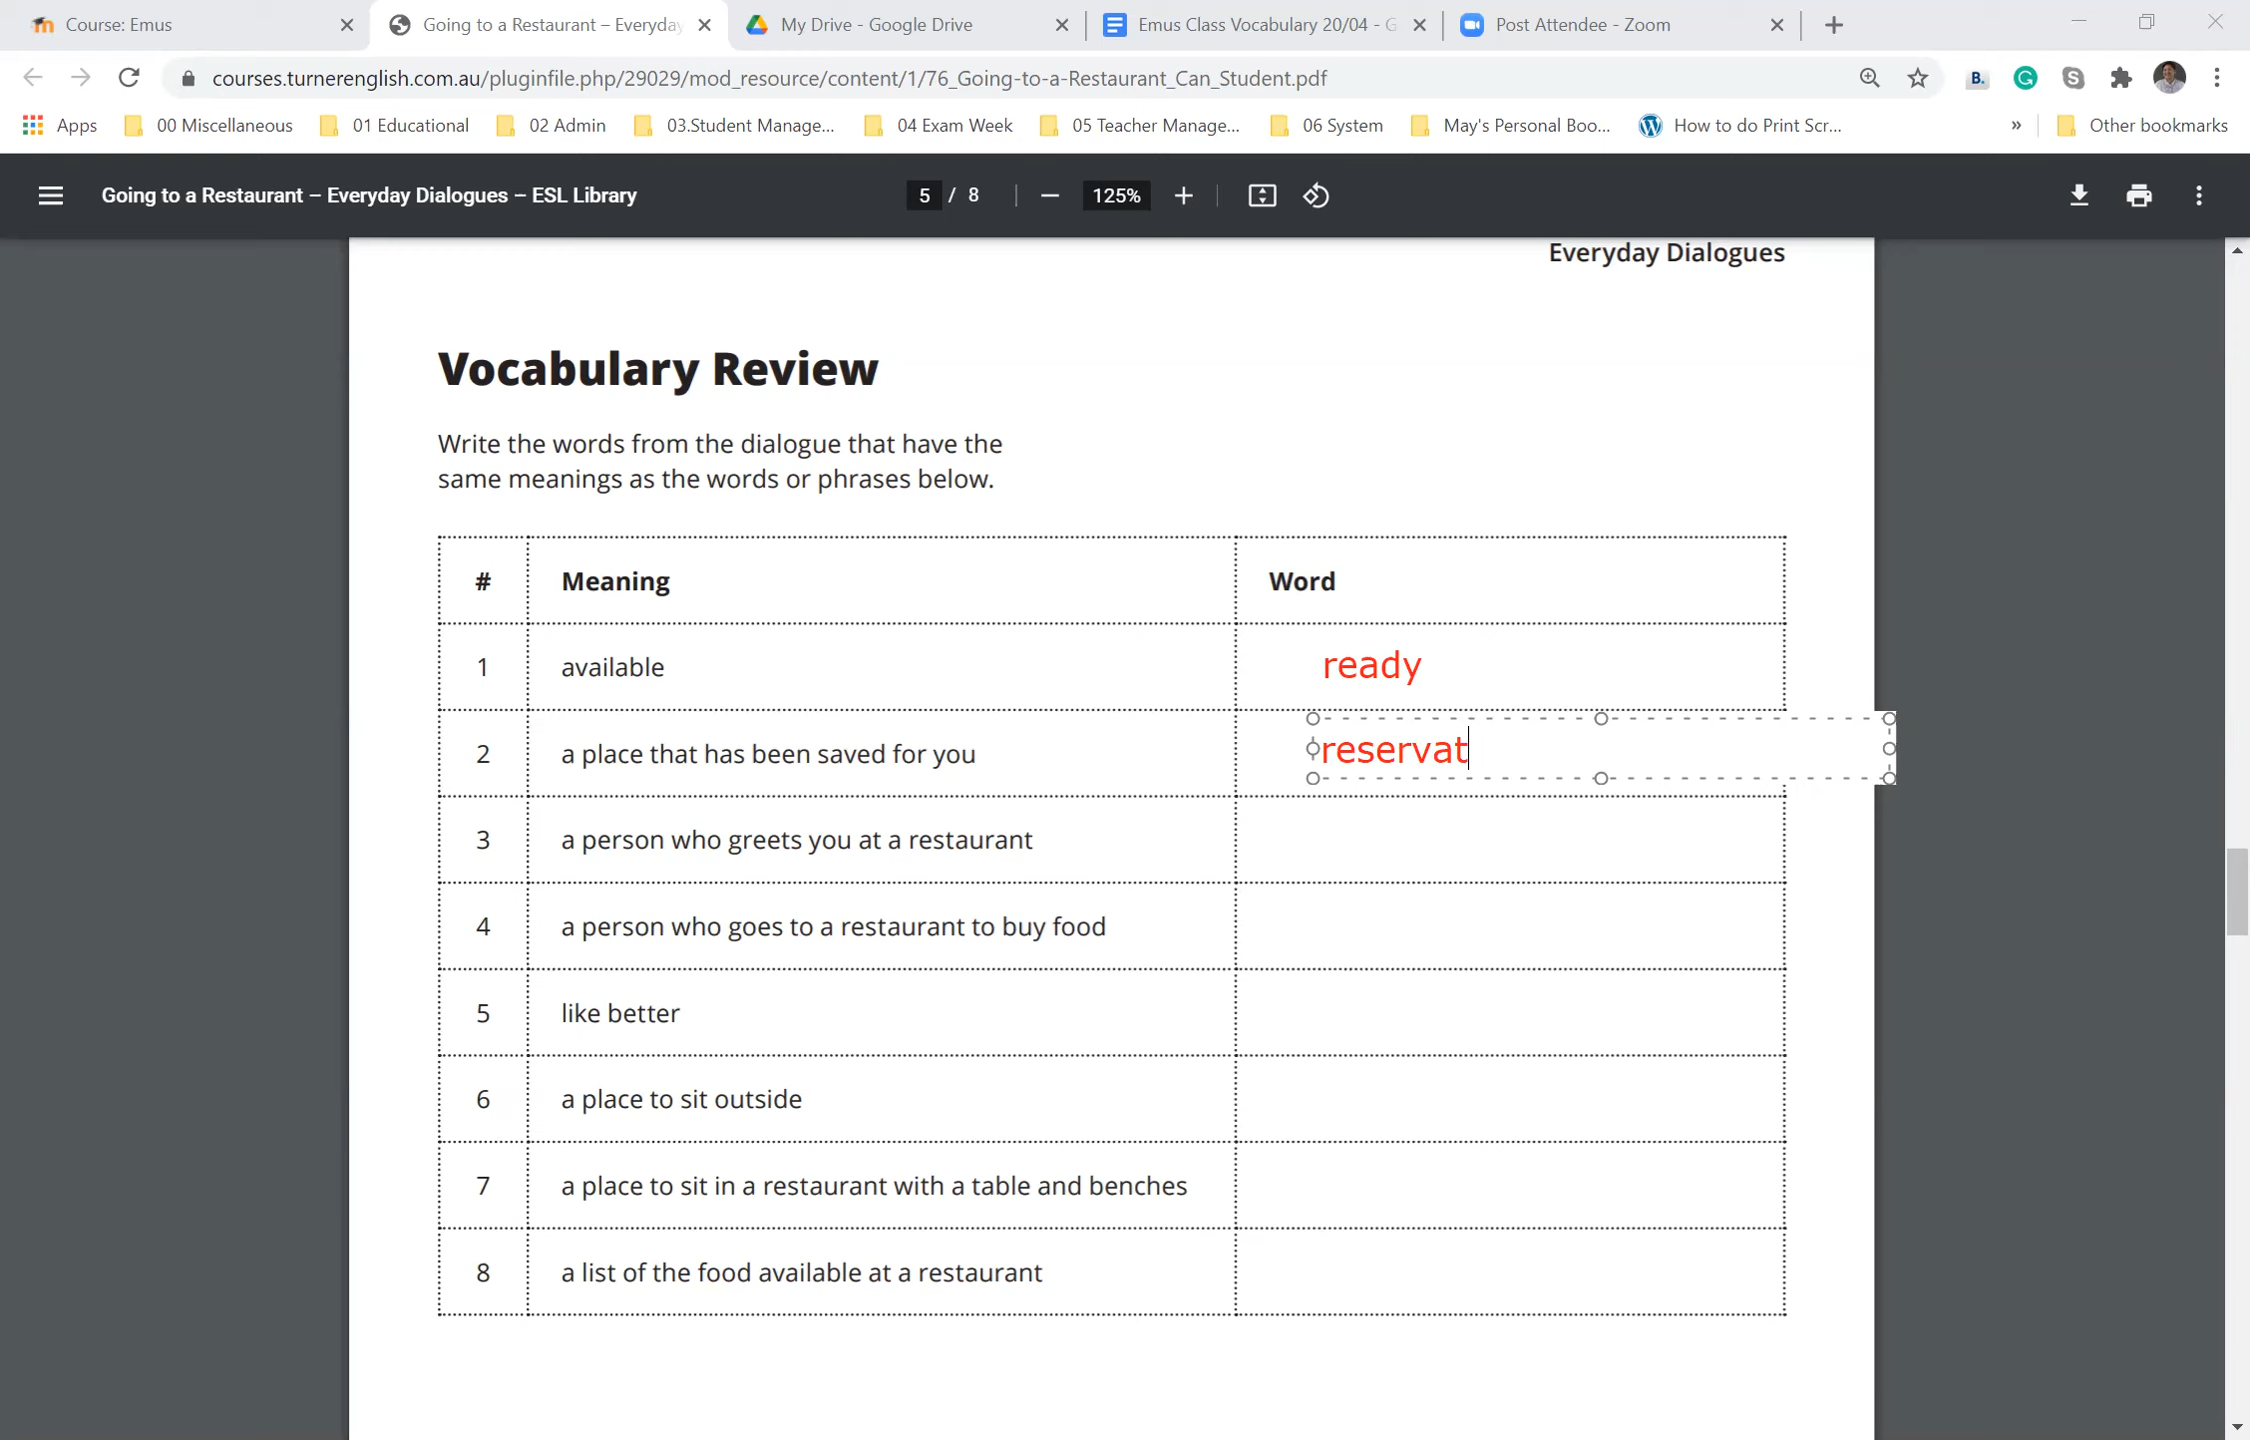 Course: Emus
Going to a Restaurant – Everyday
My Drive - Google Drive
Emus Class Vocabulary 20/04 - G
Post Attendee - Zoom
courses.turnerenglish.com.au/pluginfile.php/29029/mod_resource/content/1/76_Going-to-a-Restaurant_Can_Student.pdf
B.
Apps
00 Miscellaneous
01 Educational
02 Admin
03.Student Manage...
04 Exam Week
05 Teacher Manage...
06 System
May's Personal Boo...
How to do Print Scr...
»
Other bookmarks
Going to a Restaurant – Everyday Dialogues – ESL Library
5 / 8
125%
Everyday Dialogues
Vocabulary Review
Write the words from the dialogue that have the
same meanings as the words or phrases below.
# Meaning Word
1 available ready
2 a place that has been saved for you reservat
3 a person who greets you at a restaurant
4 a person who goes to a restaurant to buy food
5 like better
6 a place to sit outside
7 a place to sit in a restaurant with a table and benches
8 a list of the food available at a restaurant